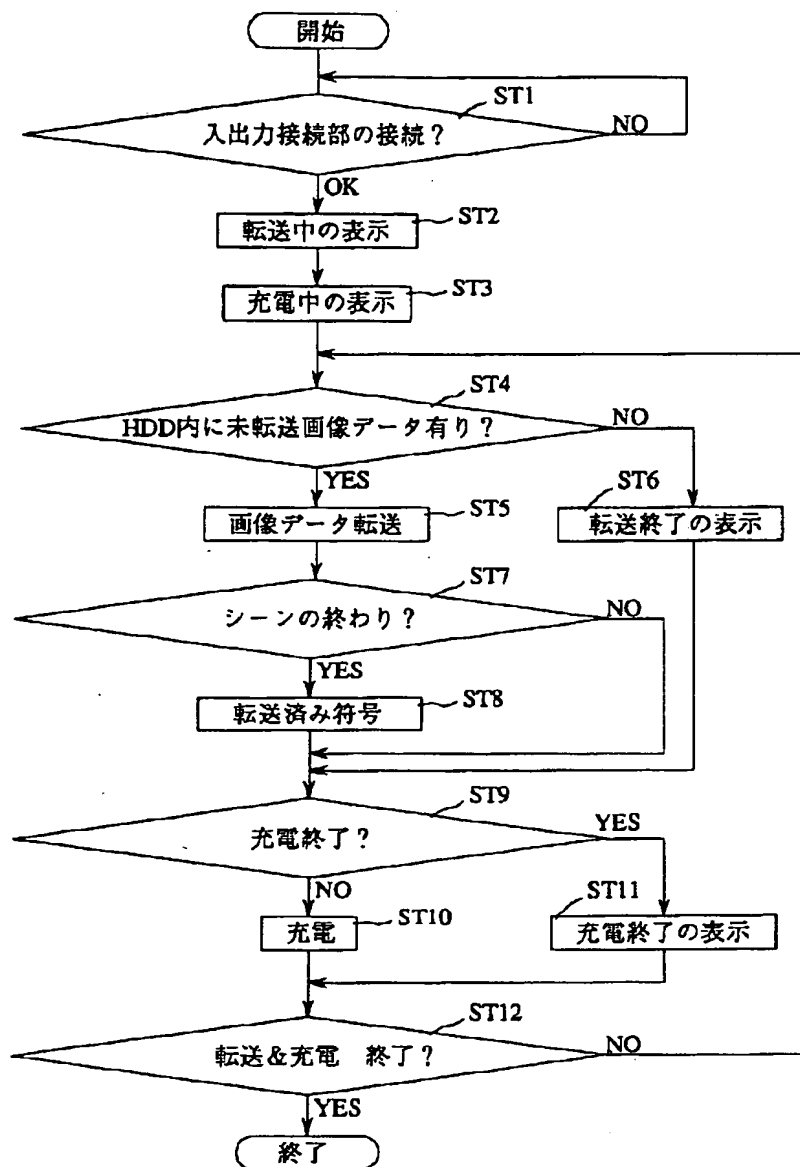 開始
ST1
入出力接続部の接続?
NO
OK
ST2
転送中の表示
ST3
充電中の表示
ST4
HDD内に未転送画像データ有り?
NO
YES
ST5
画像データ転送
ST6
転送終了の表示
ST7
シーンの終わり?
NO
YES
ST8
転送済み符号
ST9
充電終了?
YES
NO
ST10
充電
ST11
充電終了の表示
ST12
転送&充電 終了?
NO
YES
終了